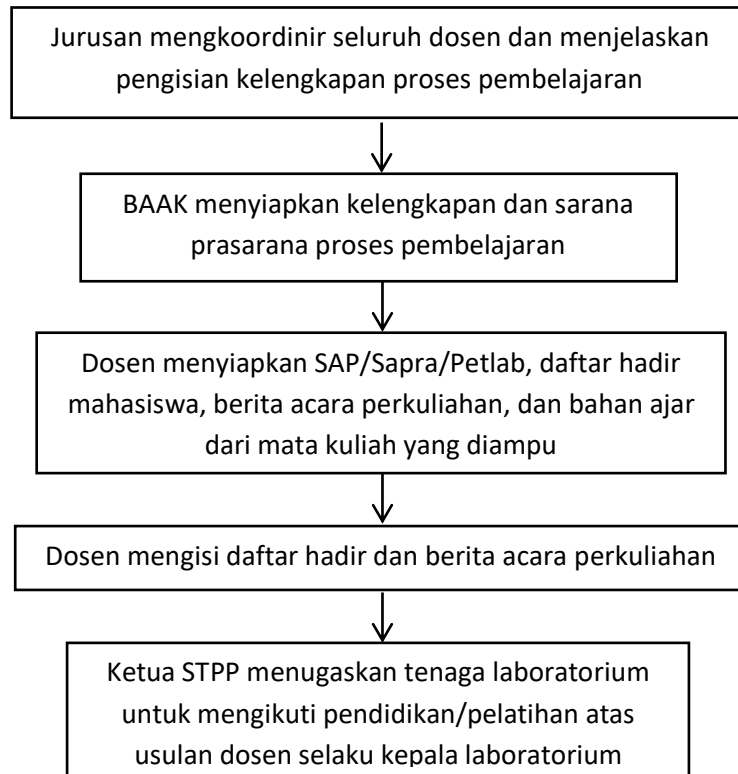 Jurusan mengkoordinir seluruh dosen dan menjelaskan
pengisian kelengkapan proses pembelajaran
BAAK menyiapkan kelengkapan dan sarana
prasarana proses pembelajaran
Dosen menyiapkan SAP/Sapra/Petlab, daftar hadir
mahasiswa, berita acara perkuliahan, dan bahan ajar
dari mata kuliah yang diampu
Dosen mengisi daftar hadir dan berita acara perkuliahan
Ketua STPP menugaskan tenaga laboratorium
untuk mengikuti pendidikan/pelatihan atas
usulan dosen selaku kepala laboratorium